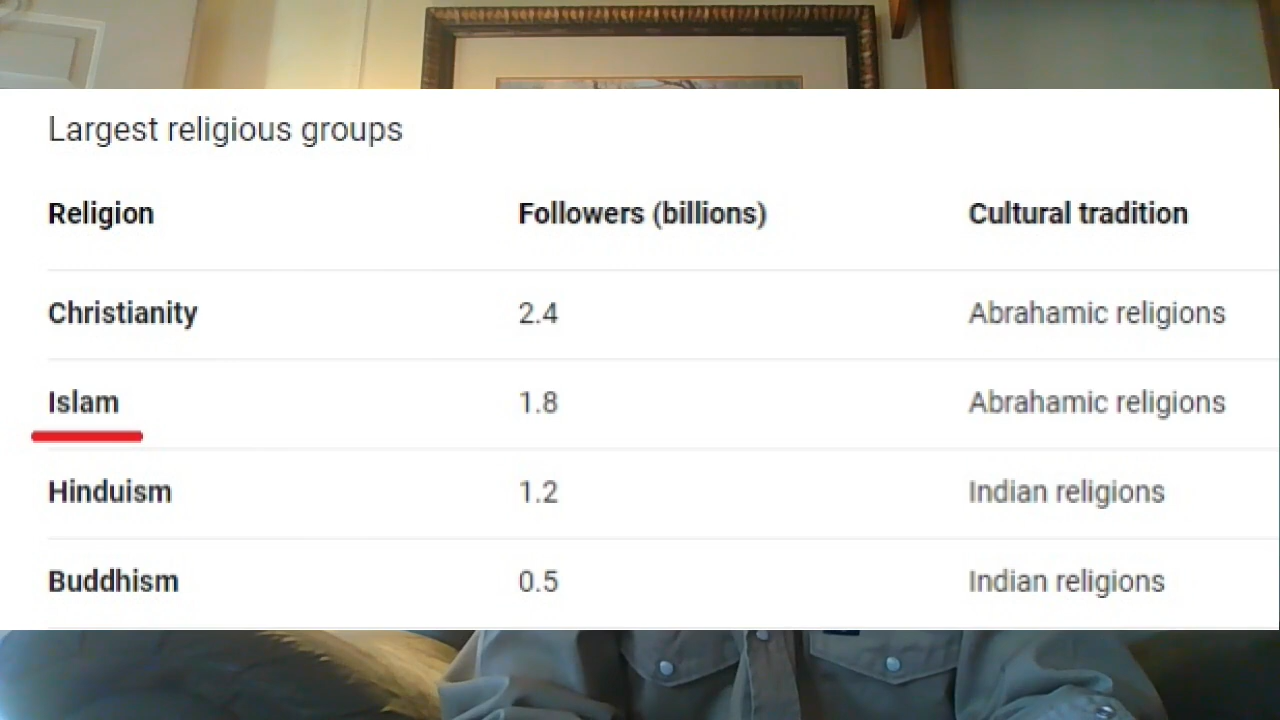 Largest religious groups
Religion Followers (billions) Cultural tradition
Christianity 2.4 Abrahamic religions
Islam 1.8 Abrahamic religions
Hinduism 1.2 Indian religions
Buddhism 0.5 Indian religions